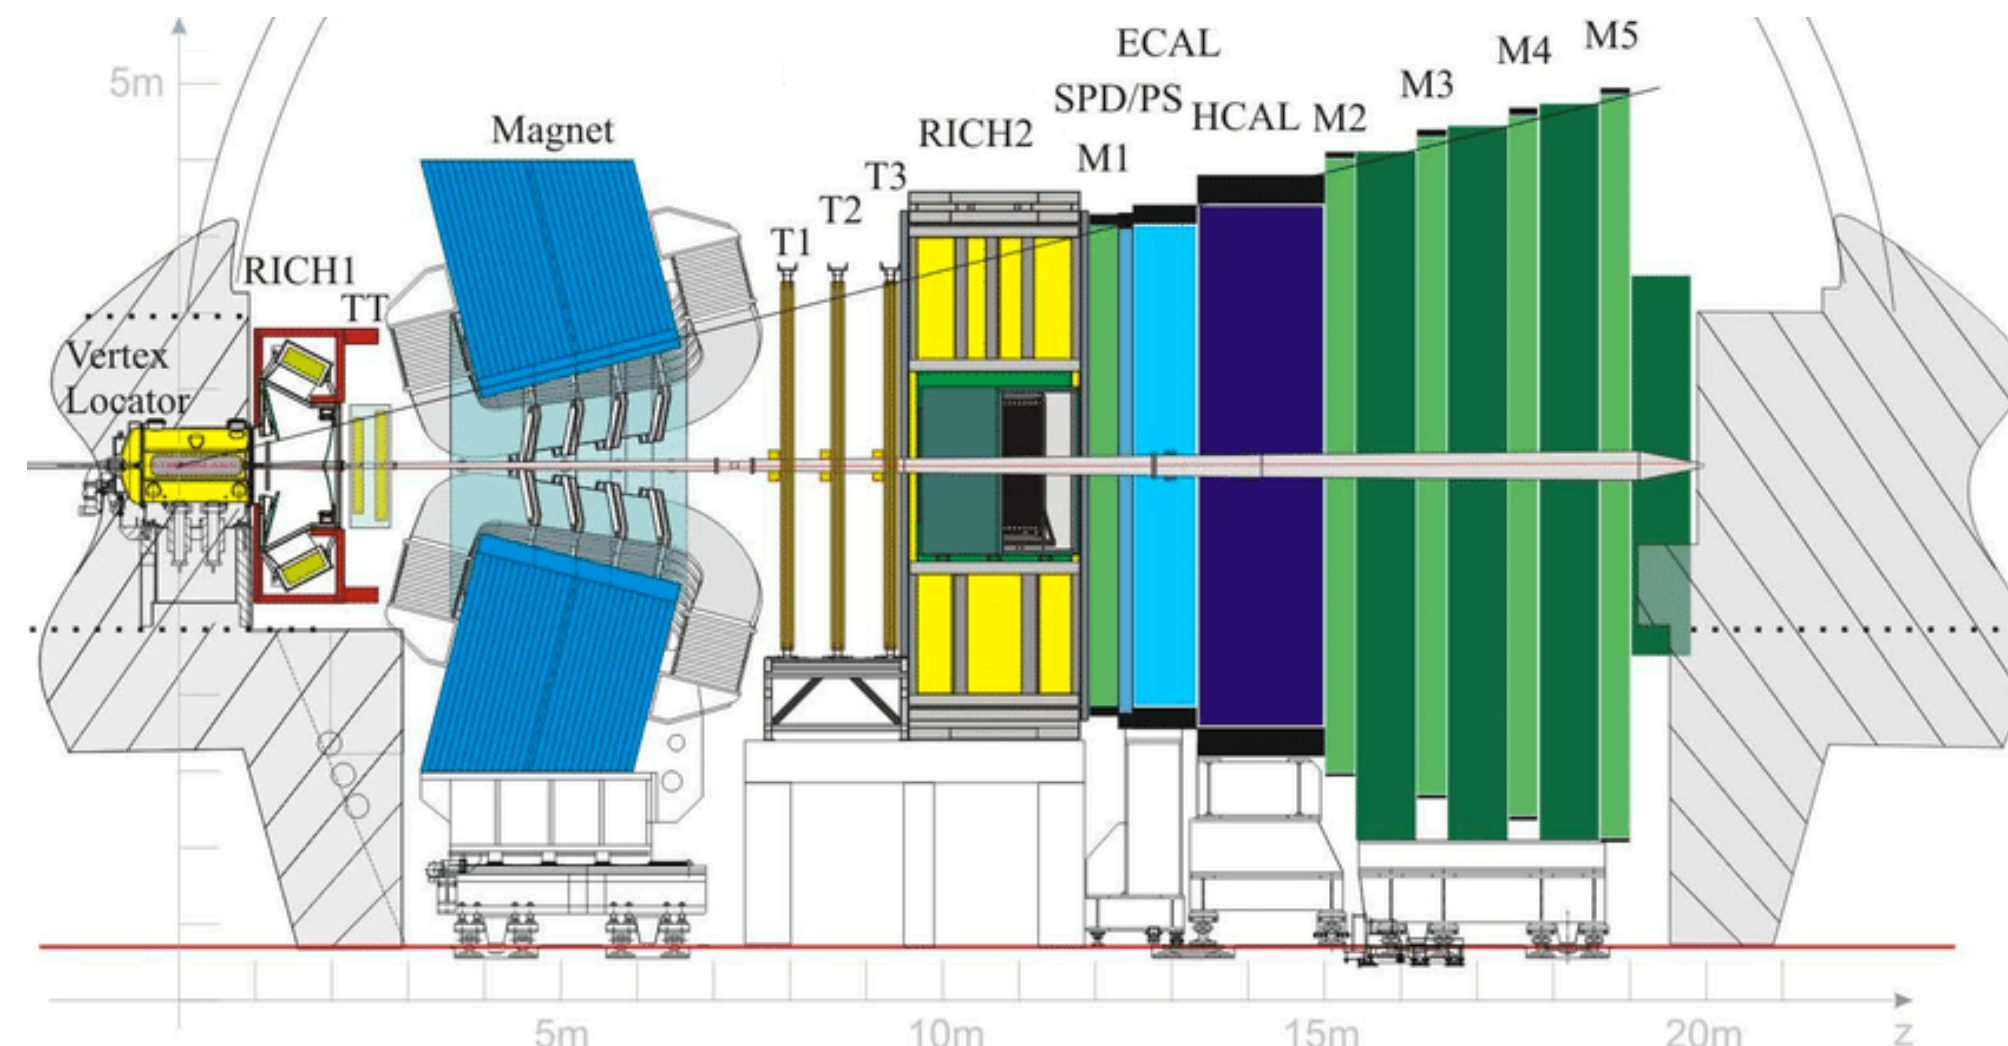 5m
Vertex
Locator
RICH1
TT
Magnet
T1
T2
T3
RICH2
M1
SPD/PS
ECAL
HCAL
M2
M3
M4
M5
5m
10m
15m
20m
z